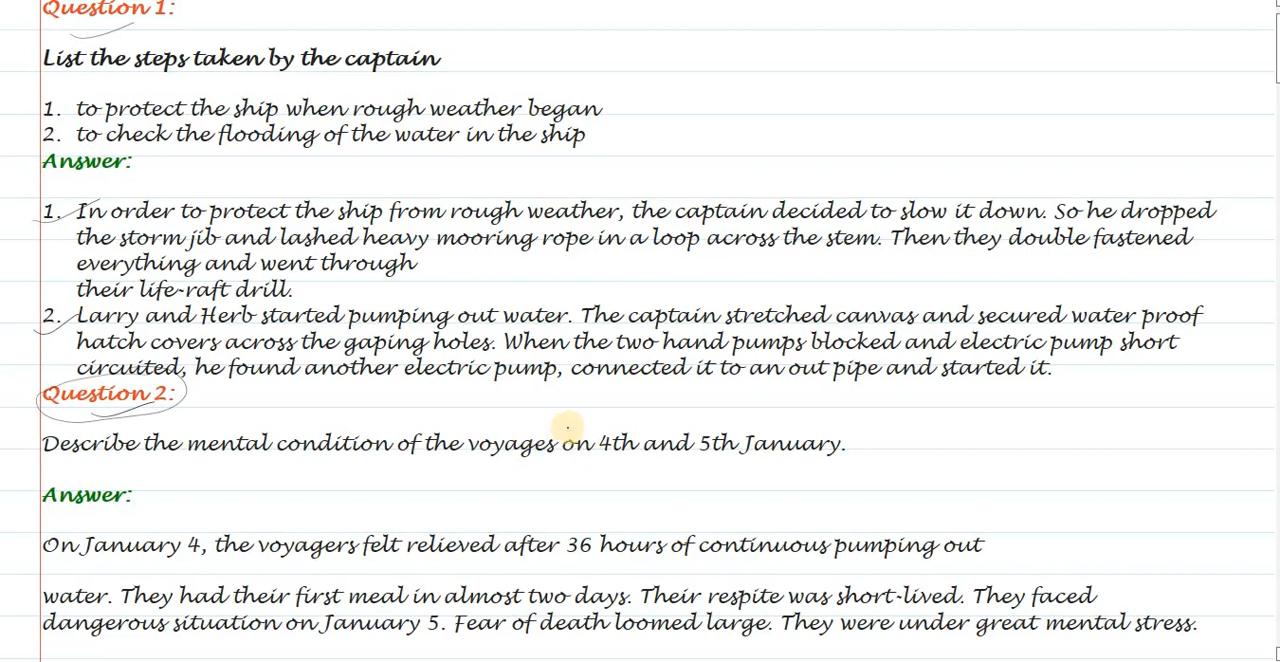 Question 1:
List the steps taken by the captain
1. to protect the ship when rough weather began
2. to check the flooding of the water in the ship
Answer:
1. In order to protect the ship from rough weather, the captain decided to slow it down. So he dropped
the storm jib and lashed heavy mooring rope in a loop across the stem. Then they double fastened
everything and went through
their life-raft drill.
2. Larry and Herb started pumping out water. The captain stretched canvas and secured water proof
hatch covers across the gaping holes. When the two hand pumps blocked and electric pump short
circuited, he found another electric pump, connected it to an out pipe and started it.
Question 2:
Describe the mental condition of the voyages on 4th and 5th January.
Answer:
On January 4, the voyagers felt relieved after 36 hours of continuous pumping out
water. They had their first meal in almost two days. Their respite was short-lived. They faced
dangerous situation on January 5. Fear of death loomed large. They were under great mental stress.